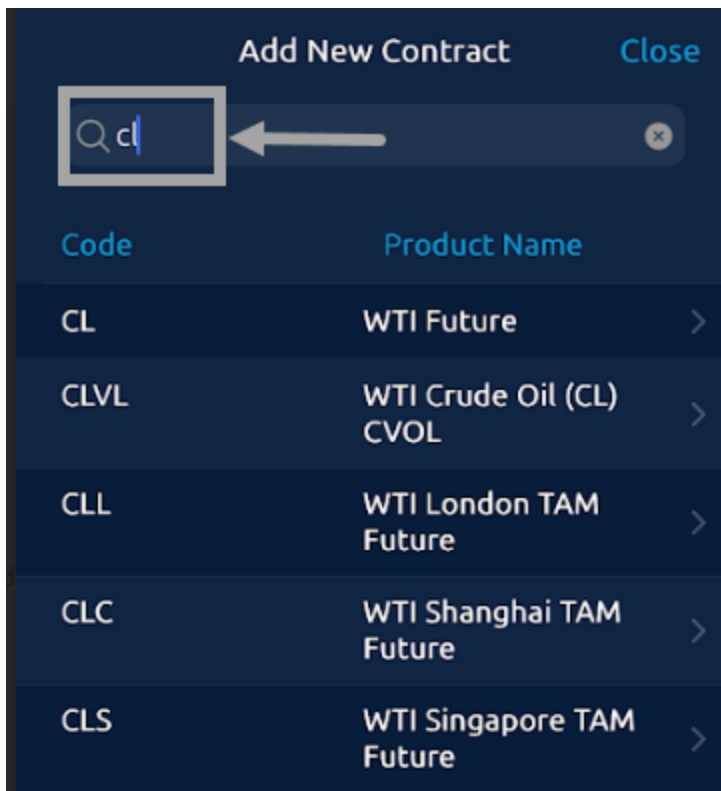 Add New Contract Close
cl
Code Product Name
CL WTI Future
CLVL WTI Crude Oil (CL)
CVOL
CLL WTI London TAM
Future
CLC WTI Shanghai TAM
Future
CLS WTI Singapore TAM
Future